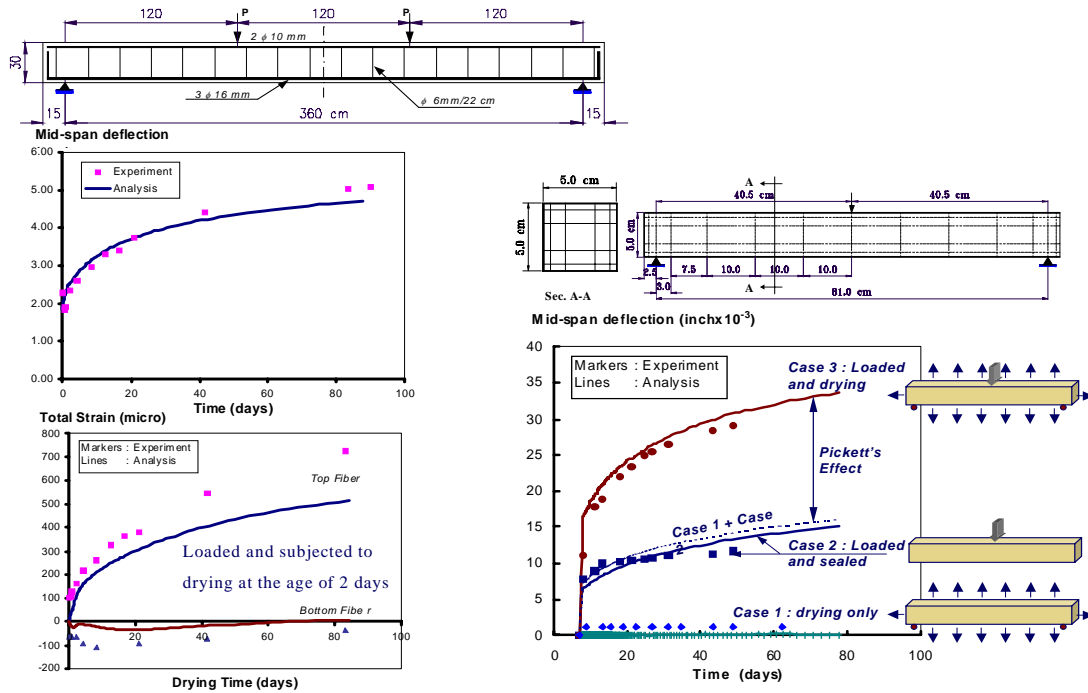 120 120 120
P P
2 ϕ 10 mm
30
3 ϕ 16 mm
ϕ 6mm/22 cm
15 360 cm 15
Mid-span deflection
6.00
5.00
4.00
3.00
2.00
1.00
0.00
Experiment
Analysis
0 20 40 60 80 100
Time (days)
Total Strain (micro)
800
700
600
500
400
300
200
100
0
-100
200
Markers : Experiment
Lines : Analysis
Top Fiber
Loaded and subjected to
drying at the age of 2 days
Bottom Fibe r
0 20 40 60 80 100
Drying Time (days)
5.0 cm
5.0 cm
Sec. A-A
A
40.5 cm 40.5 cm
5.0 cm
2.5 7.5 10.0 10.0 10.0
3.0
A
81.0 cm
Mid-span deflection (inchx10-3)
40
35
30
25
20
15
10
5
0
Markers : Experiment
Lines : Analysis
Case 3 : Loaded
and drying
Pickett's
Effect
Case 1 + Case
2
Case 2 : Loaded
and sealed
Case 1 : drying only
0 20 40 60 80 100
Time (days)